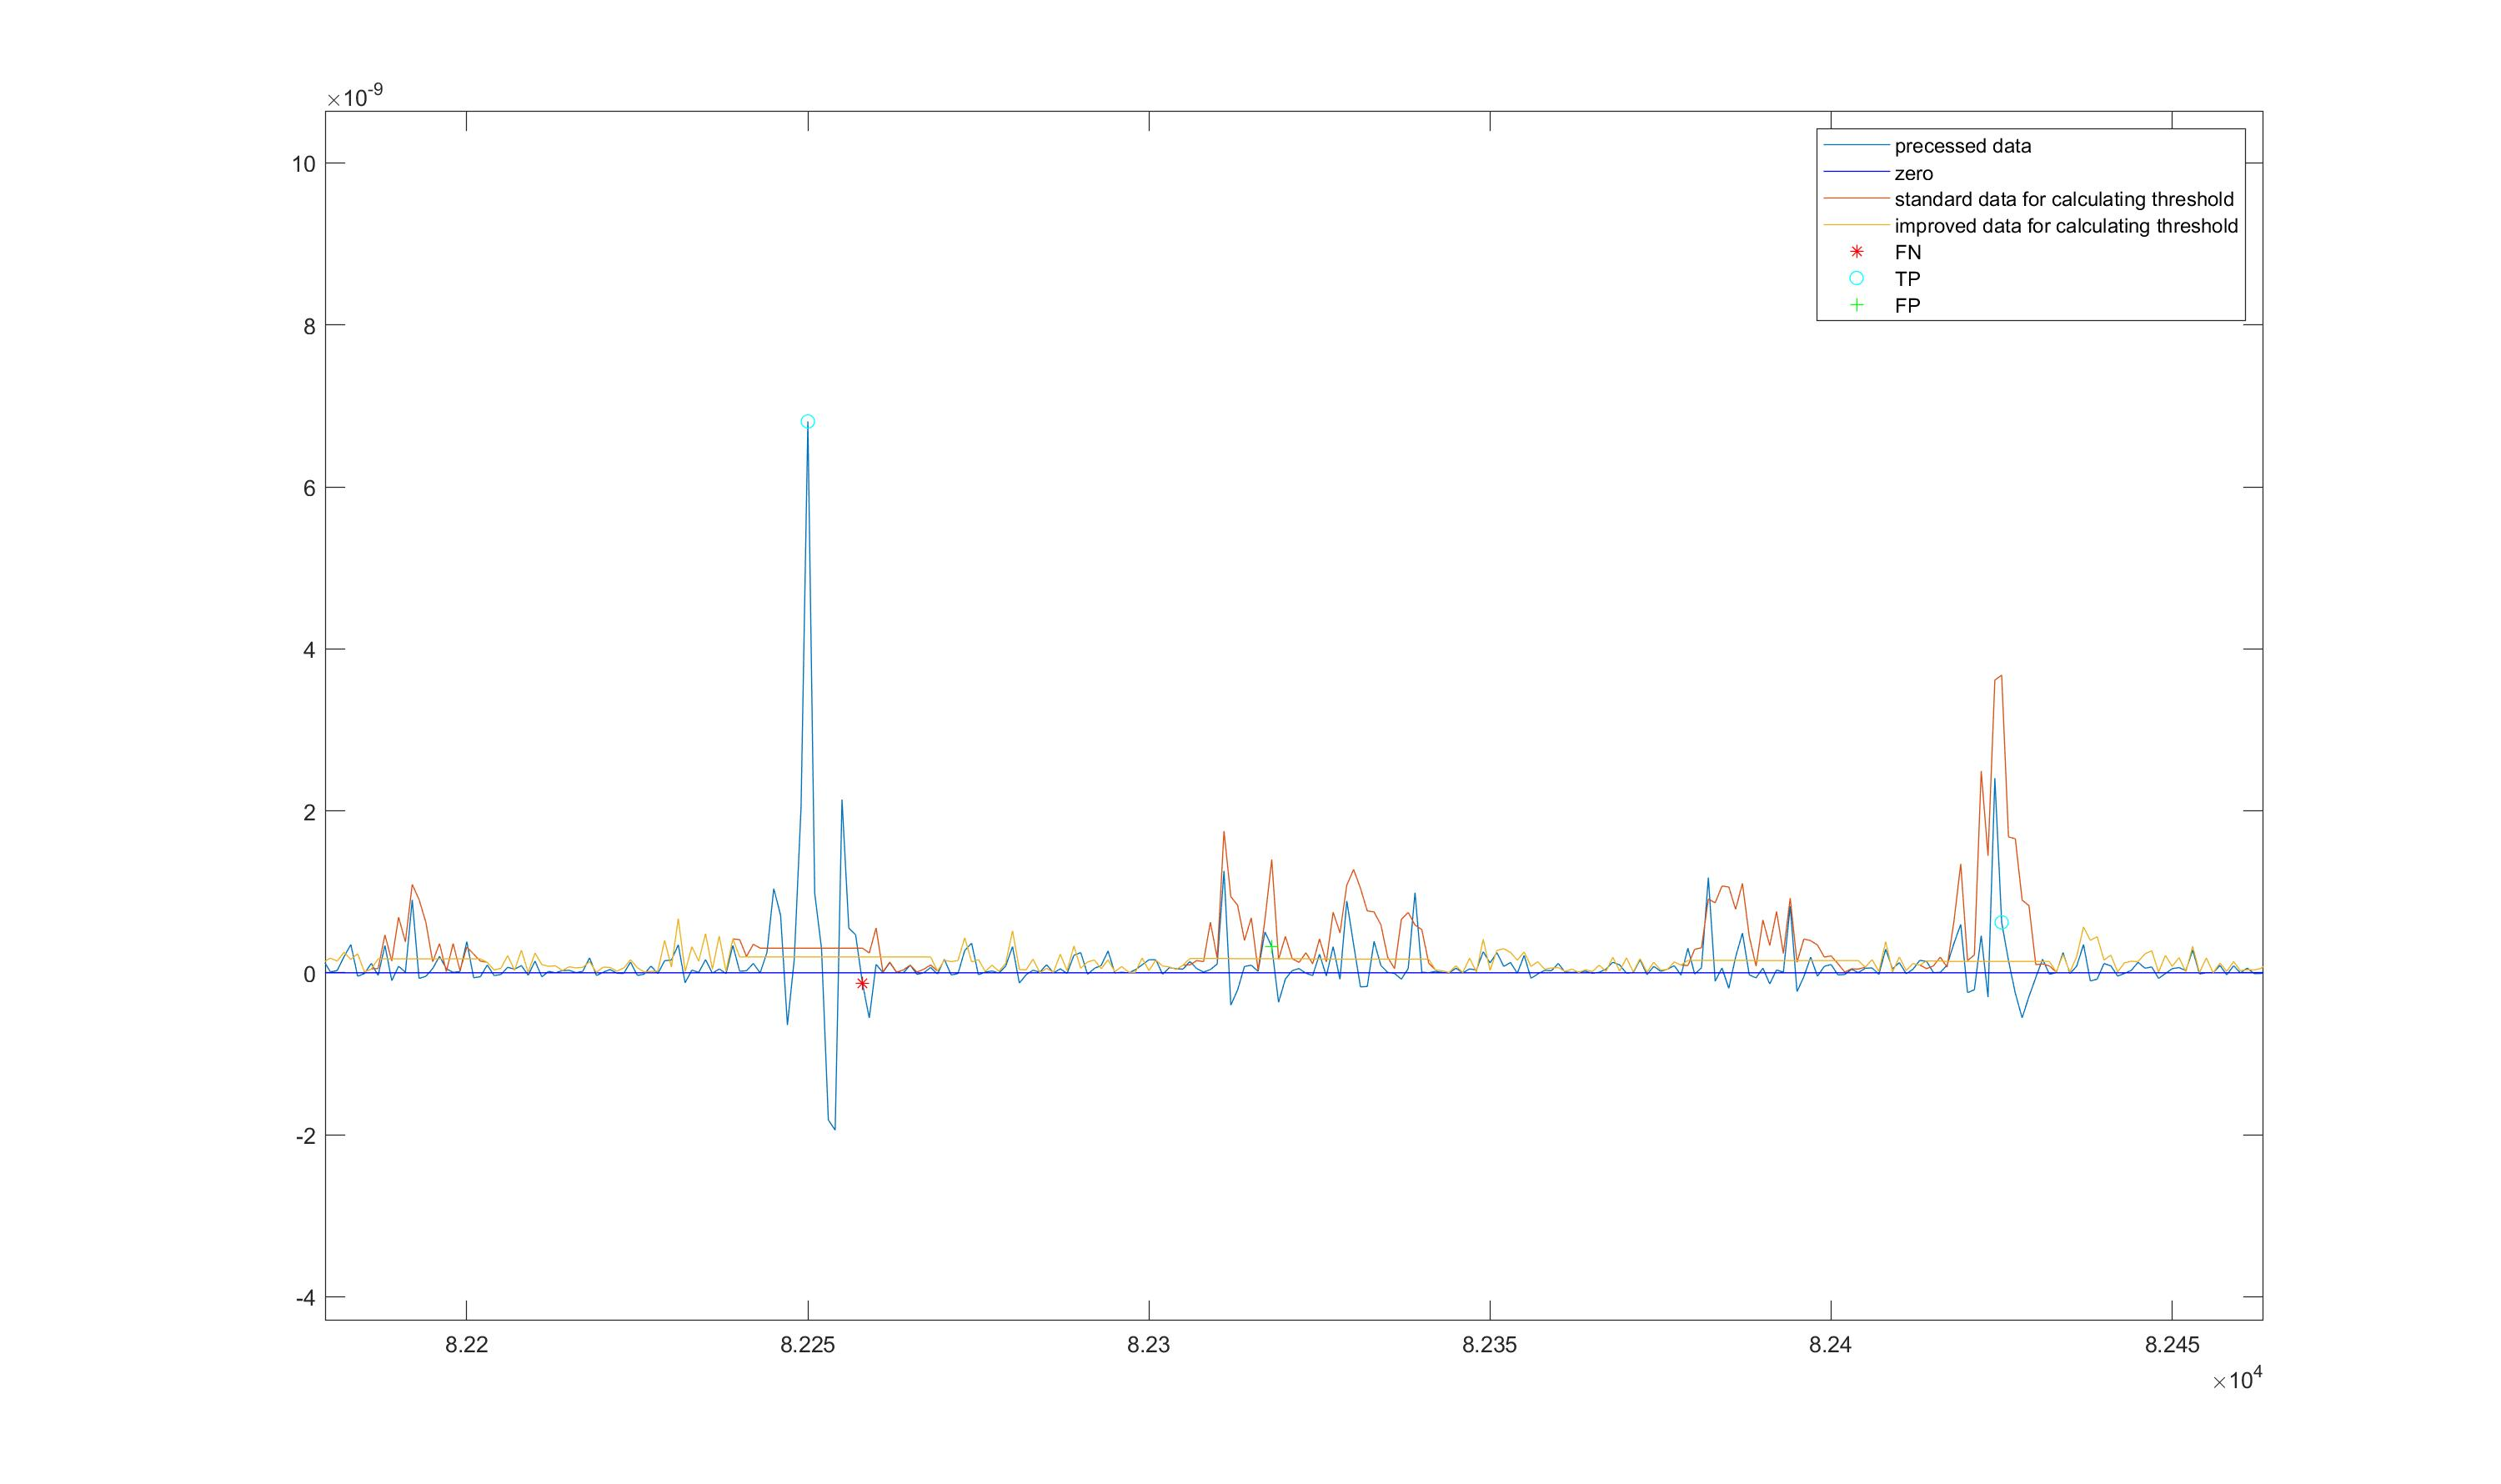 ×10-9
10
8
6
4
2
0
-2
-4
8.22
8.225
8.23
8.235
8.24
8.245
×104
precessed data
zero
standard data for calculating threshold
improved data for calculating threshold
FN
TP
FP